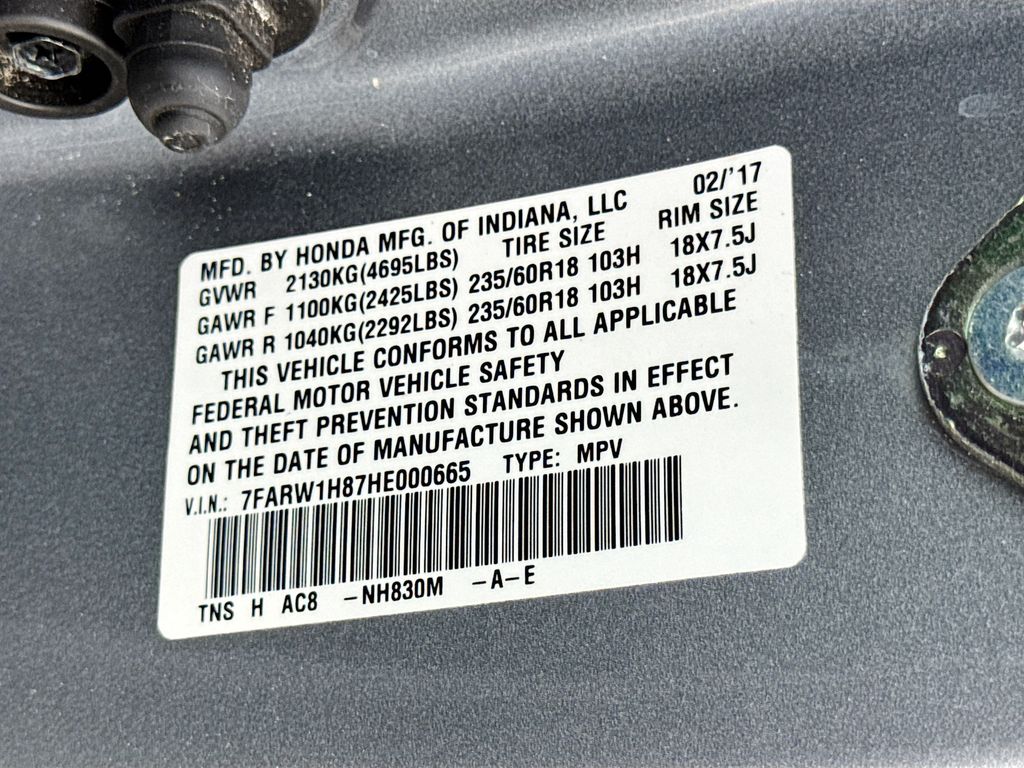 MFD. BY HONDA MFG. OF INDIANA, LLC 02/'17
GVWR 2130KG(4695LBS) TIRE SIZE RIM SIZE
GAWR F 1100KG(2425LBS) 235/60R18 103H 18X7.5J
GAWR R 1040KG(2292LBS) 235/60R18 103H 18X7.5J
THIS VEHICLE CONFORMS TO ALL APPLICABLE
FEDERAL MOTOR VEHICLE SAFETY
AND THEFT PREVENTION STANDARDS IN EFFECT
ON THE DATE OF MANUFACTURE SHOWN ABOVE.
V.I.N.: 7FARW1H87HE000665 TYPE: MPV
TNS H AC8 -NH830M -A-E